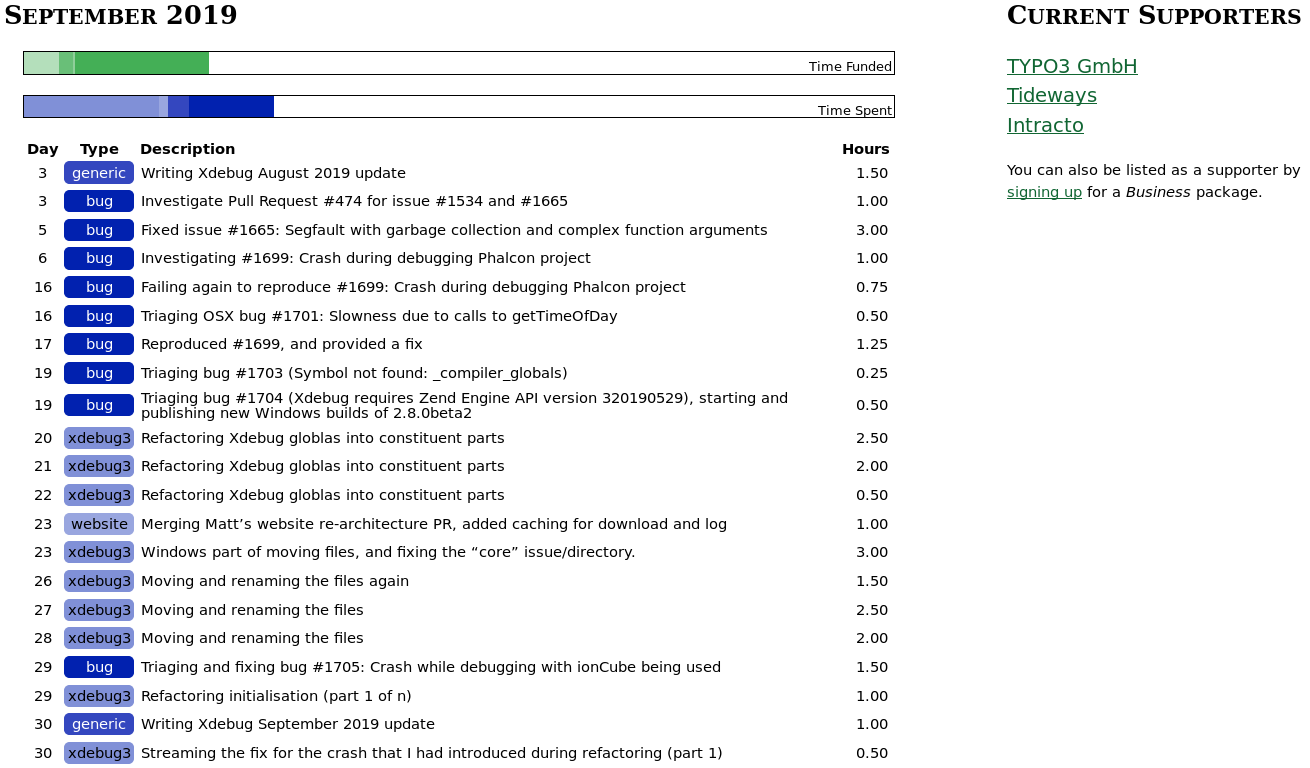 September 2019
Time Funded
Time Spent
Day Type Description Hours
3 generic Writing Xdebug August 2019 update 1.50
3 bug Investigate Pull Request #474 for issue #1534 and #1665 1.00
5 bug Fixed issue #1665: Segfault with garbage collection and complex function arguments 3.00
6 bug Investigating #1699: Crash during debugging Phalcon project 1.00
16 bug Failing again to reproduce #1699: Crash during debugging Phalcon project 0.75
16 bug Triaging OSX bug #1701: Slowness due to calls to getTimeOfDay 0.50
17 bug Reproduced #1699, and provided a fix 1.25
19 bug Triaging bug #1703 (Symbol not found: _compiler_globals) 0.25
19 bug Triaging bug #1704 (Xdebug requires Zend Engine API version 320190529), starting and
publishing new Windows builds of 2.8.0beta2 0.50
20 xdebug3 Refactoring Xdebug globlas into constituent parts 2.50
21 xdebug3 Refactoring Xdebug globlas into constituent parts 2.00
22 xdebug3 Refactoring Xdebug globlas into constituent parts 0.50
23 website Merging Matt’s website re-architecture PR, added caching for download and log 1.00
23 xdebug3 Windows part of moving files, and fixing the “core” issue/directory. 3.00
26 xdebug3 Moving and renaming the files again 1.50
27 xdebug3 Moving and renaming the files 2.50
28 xdebug3 Moving and renaming the files 2.00
29 bug Triaging and fixing bug #1705: Crash while debugging with ionCube being used 1.50
29 xdebug3 Refactoring initialisation (part 1 of n) 1.00
30 generic Writing Xdebug September 2019 update 1.00
30 xdebug3 Streaming the fix for the crash that I had introduced during refactoring (part 1) 0.50
Current Supporters
TYPO3 GmbH
Tideways
Intracto
You can also be listed as a supporter by
signing up for a Business package.